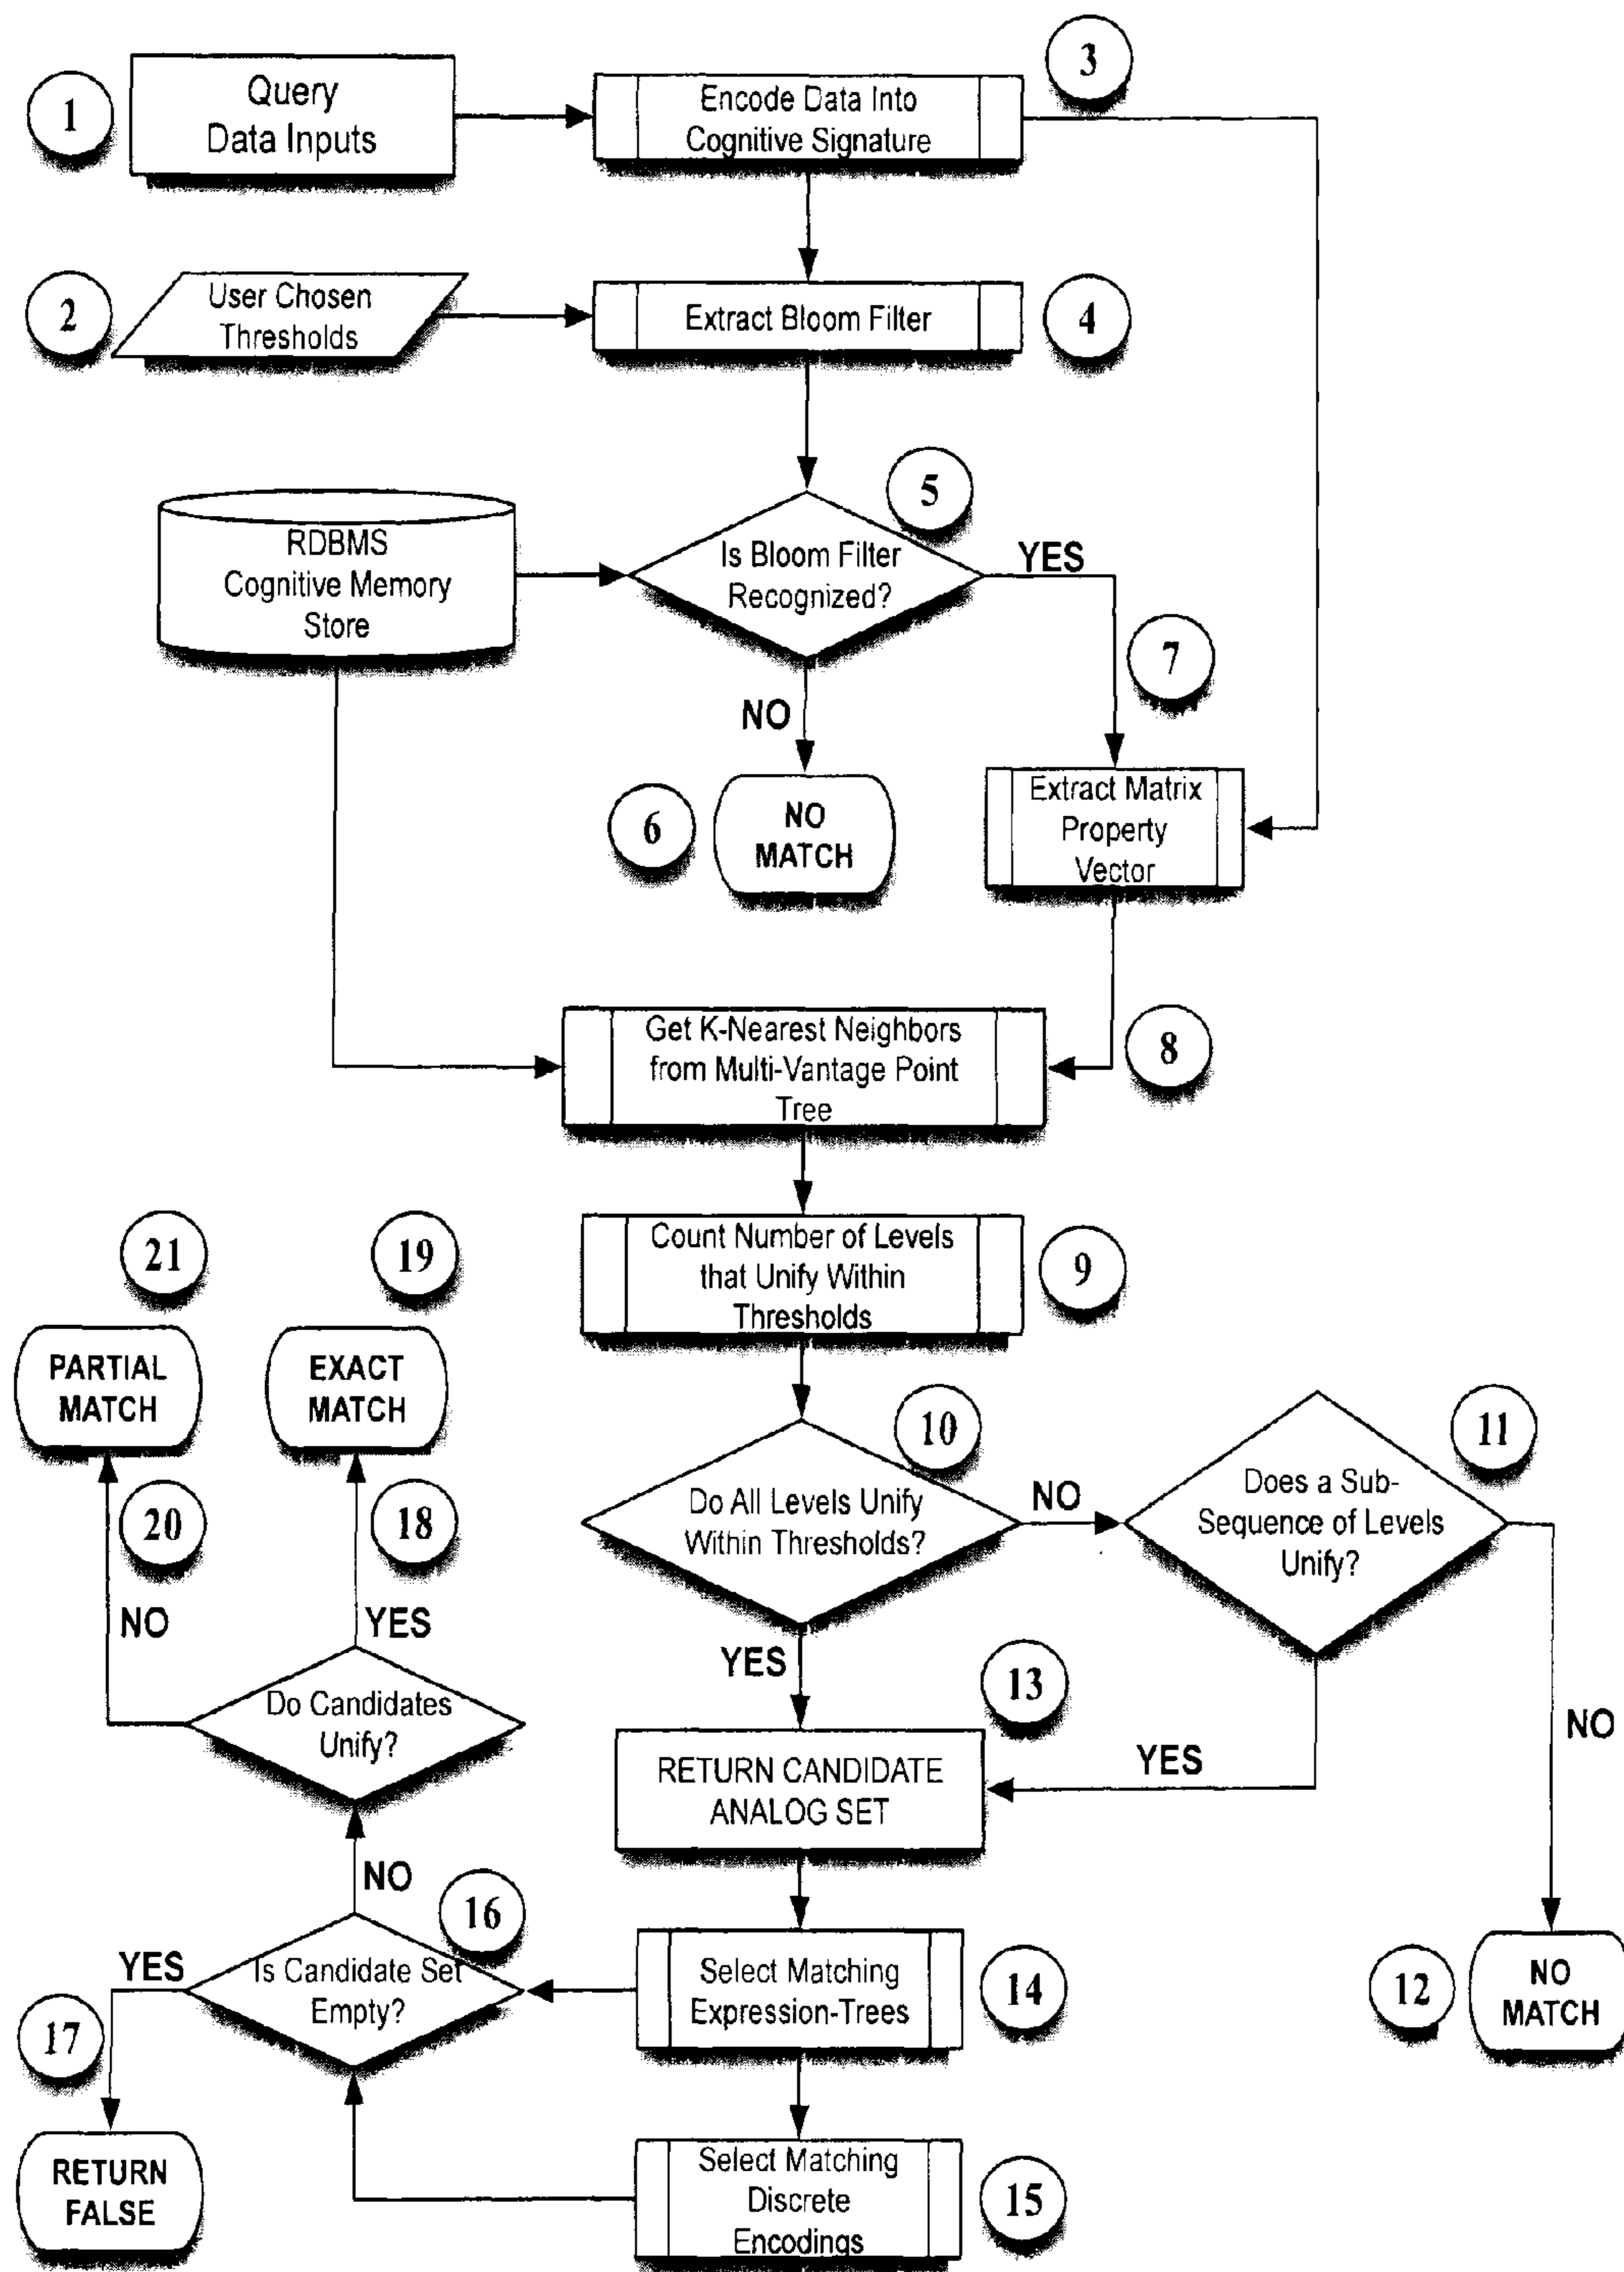 1
Query
Data Inputs
Encode Data Into
Cognitive Signature
3
2
User Chosen
Thresholds
Extract Bloom Filter
4
RDBMS
Cognitive Memory
Store
5
Is Bloom Filter
Recognized?
YES
7
NO
6
NO
MATCH
Extract Matrix
Property
Vector
Get K-Nearest Neighbors
from Multi-Vantage Point
Tree
8
Count Number of Levels
that Unify Within
Thresholds
9
21
19
PARTIAL
MATCH
EXACT
MATCH
20
18
NO
YES
10
Do All Levels Unify
Within Thresholds?
NO
11
Does a Sub-
Sequence of Levels
Unify?
YES
13
YES
NO
Do Candidates
Unify?
RETURN CANDIDATE
ANALOG SET
NO
16
YES
Is Candidate Set
Empty?
Select Matching
Expression-Trees
14
12
NO
MATCH
17
RETURN
FALSE
Select Matching
Discrete
Encodings
15